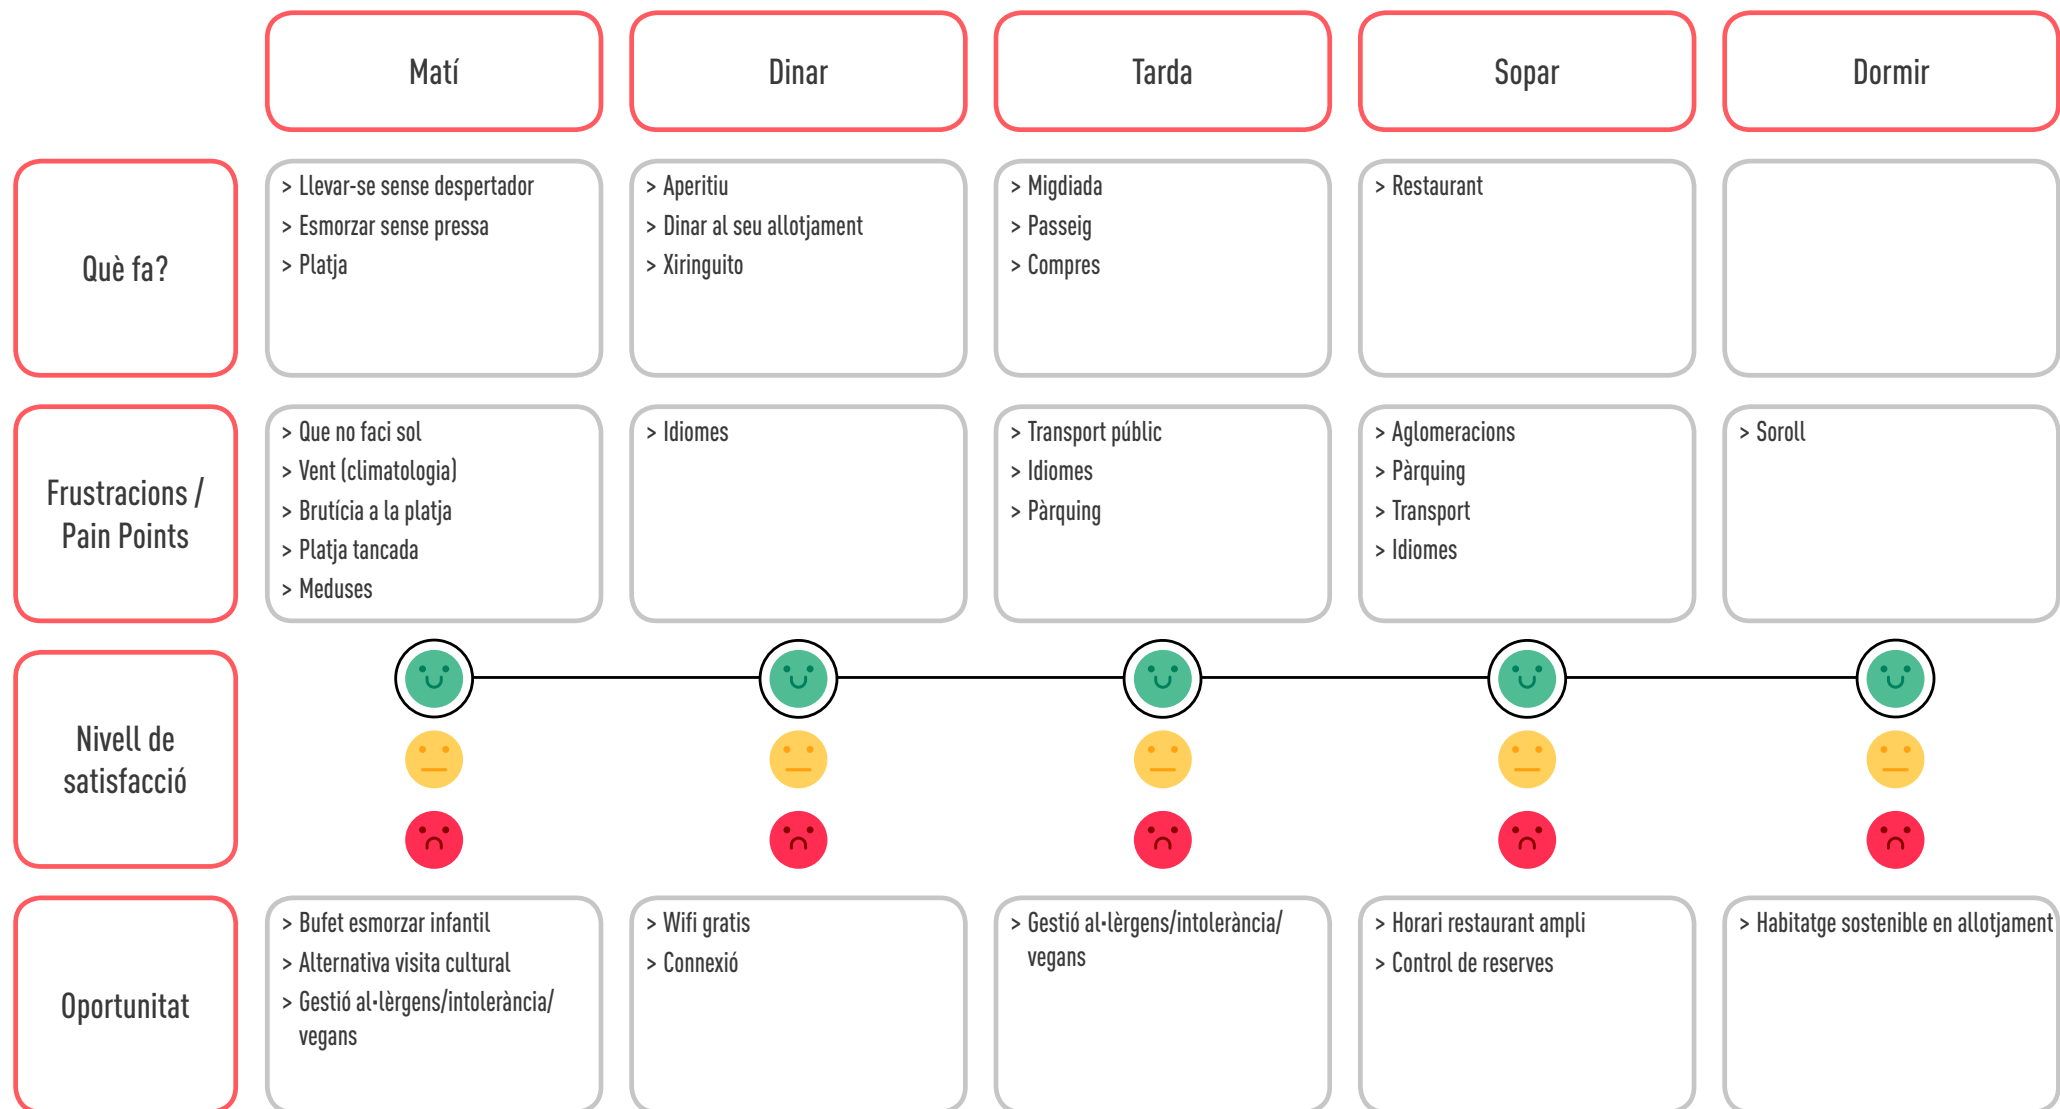 Matí
Dinar
Tarda
Sopar
Dormir
Què fa?
> Llevar-se sense despertador
> Esmorzar sense pressa
> Platja
> Aperitiu
> Dinar al seu allotjament
> Xiringuito
> Migdiada
> Passeig
> Compres
> Restaurant
Frustracions /
Pain Points
> Que no faci sol
> Vent (climatologia)
> Brutícia a la platja
> Platja tancada
> Meduses
> Idiomes
> Transport públic
> Idiomes
> Pàrquing
> Aglomeracions
> Pàrquing
> Transport
> Idiomes
> Soroll
Nivell de
satisfacció
Oportunitat
> Bufet esmorzar infantil
> Alternativa visita cultural
> Gestió al·lèrgens/intolerància/
vegans
> Wifi gratis
> Connexió
> Gestió al·lèrgens/intolerància/
vegans
> Horari restaurant ampli
> Control de reserves
> Habitatge sostenible en allotjament